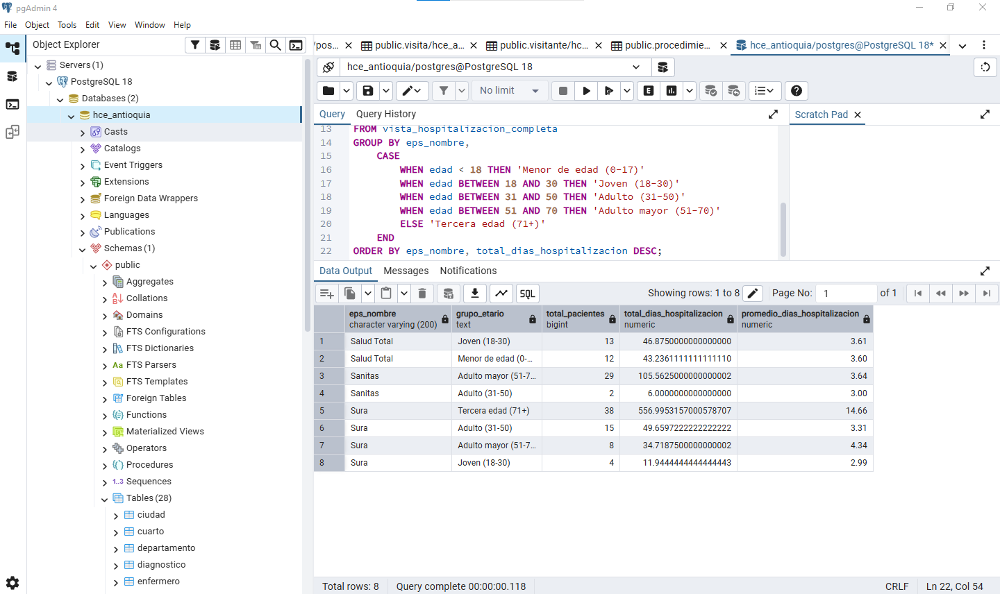 pgAdmin 4
File Object Tools Edit View Window Help
Object Explorer
Servers (1)
PostgreSQL 18
Databases (2)
hce_antioquia
Casts
Catalogs
Event Triggers
Extensions
Foreign Data Wrappers
Languages
Publications
Schemas (1)
public
Aggregates
Collations
Domains
FTS Configurations
FTS Dictionaries
Aa FTS Parsers
FTS Templates
Foreign Tables
Functions
Materialized Views
Operators
Procedures
1..3 Sequences
Tables (28)
ciudad
cuarto
departamento
diagnostico
enfermero
/pos... public.visita/hce_a... public.visitante/hc... public.procedimie... hce_antioquia/postgres@PostgreSQL 18*
hce_antioquia/postgres@PostgreSQL 18
No limit
E
Query Query History
Scratch Pad
13 FROM vista_hospitalizacion_completa
14 GROUP BY eps_nombre,
15 CASE
16 WHEN edad < 18 THEN 'Menor de edad (0-17)'
17 WHEN edad BETWEEN 18 AND 30 THEN 'Joven (18-30)'
18 WHEN edad BETWEEN 31 AND 50 THEN 'Adulto (31-50)'
19 WHEN edad BETWEEN 51 AND 70 THEN 'Adulto mayor (51-70)'
20 ELSE 'Tercera edad (71+)'
21 END
22 ORDER BY eps_nombre, total_dias_hospitalizacion DESC;
Data Output Messages Notifications
SQL Showing rows: 1 to 8 Page No: 1 of 1
eps_nombre grupo_etario total_pacientes total_dias_hospitalizacion promedio_dias_hospitalizacion
character varying (200) text bigint numeric numeric
1 Salud Total Joven (18-30) 13 46.8750000000000000 3.61
2 Salud Total Menor de edad (0-... 12 43.2361111111111110 3.60
3 Sanitas Adulto mayor (51-7... 29 105.5625000000000002 3.64
4 Sanitas Adulto (31-50) 2 6.0000000000000000 3.00
5 Sura Tercera edad (71+) 38 556.9953157000578707 14.66
6 Sura Adulto (31-50) 15 49.6597222222222222 3.31
7 Sura Adulto mayor (51-7... 8 34.7187500000000002 4.34
8 Sura Joven (18-30) 4 11.9444444444444443 2.99
Total rows: 8 Query complete 00:00:00.118 CRLF Ln 22, Col 54